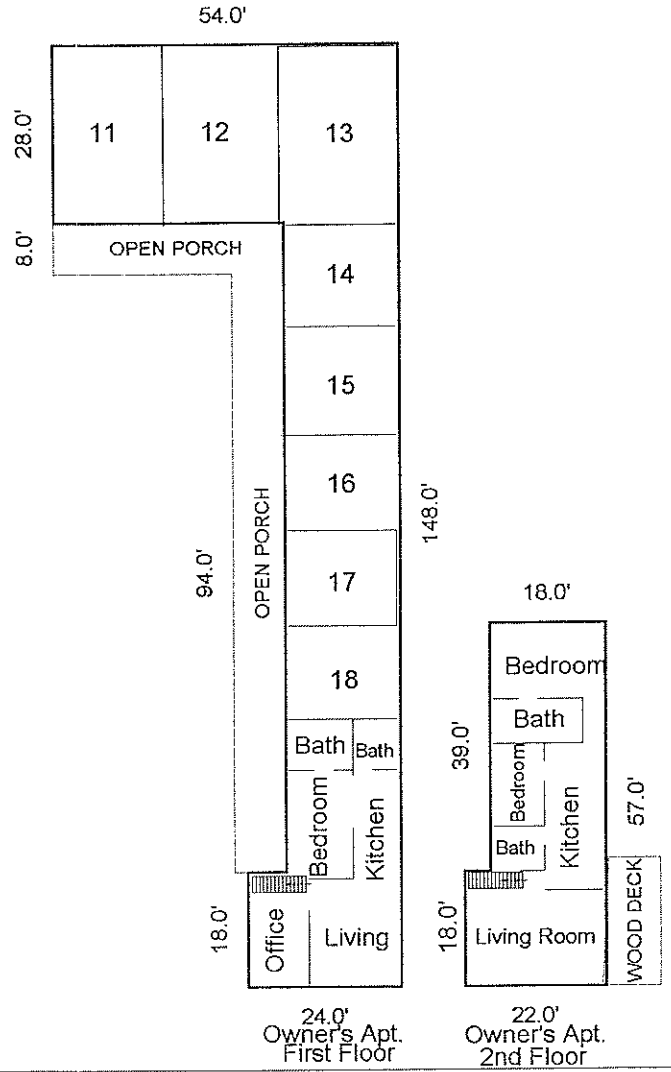 54.0'
28.0'
11
12
13
8.0'
OPEN PORCH
14
15
16
148.0'
94.0'
OPEN PORCH
17
18
Bath
Bath
Bedroom
Kitchen
18.0'
Office
Living
24.0'
Owner's Apt.
First Floor
18.0'
Bedroom
Bath
39.0'
Bedroom
Kitchen
57.0'
Bath
18.0'
Living Room
WOOD DECK
22.0'
Owner's Apt.
2nd Floor